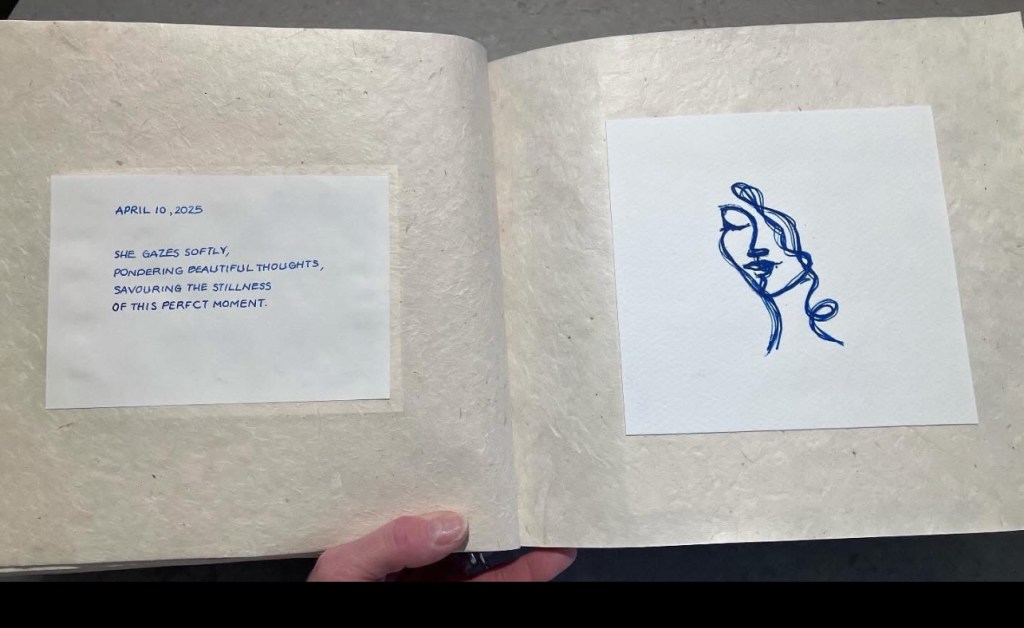 APRIL 10, 2025
SHE GAZES SOFTLY,
PONDERING BEAUTIFUL THOUGHTS,
SAVOURING THE STILLNESS
OF THIS PERFCT MOMENT.